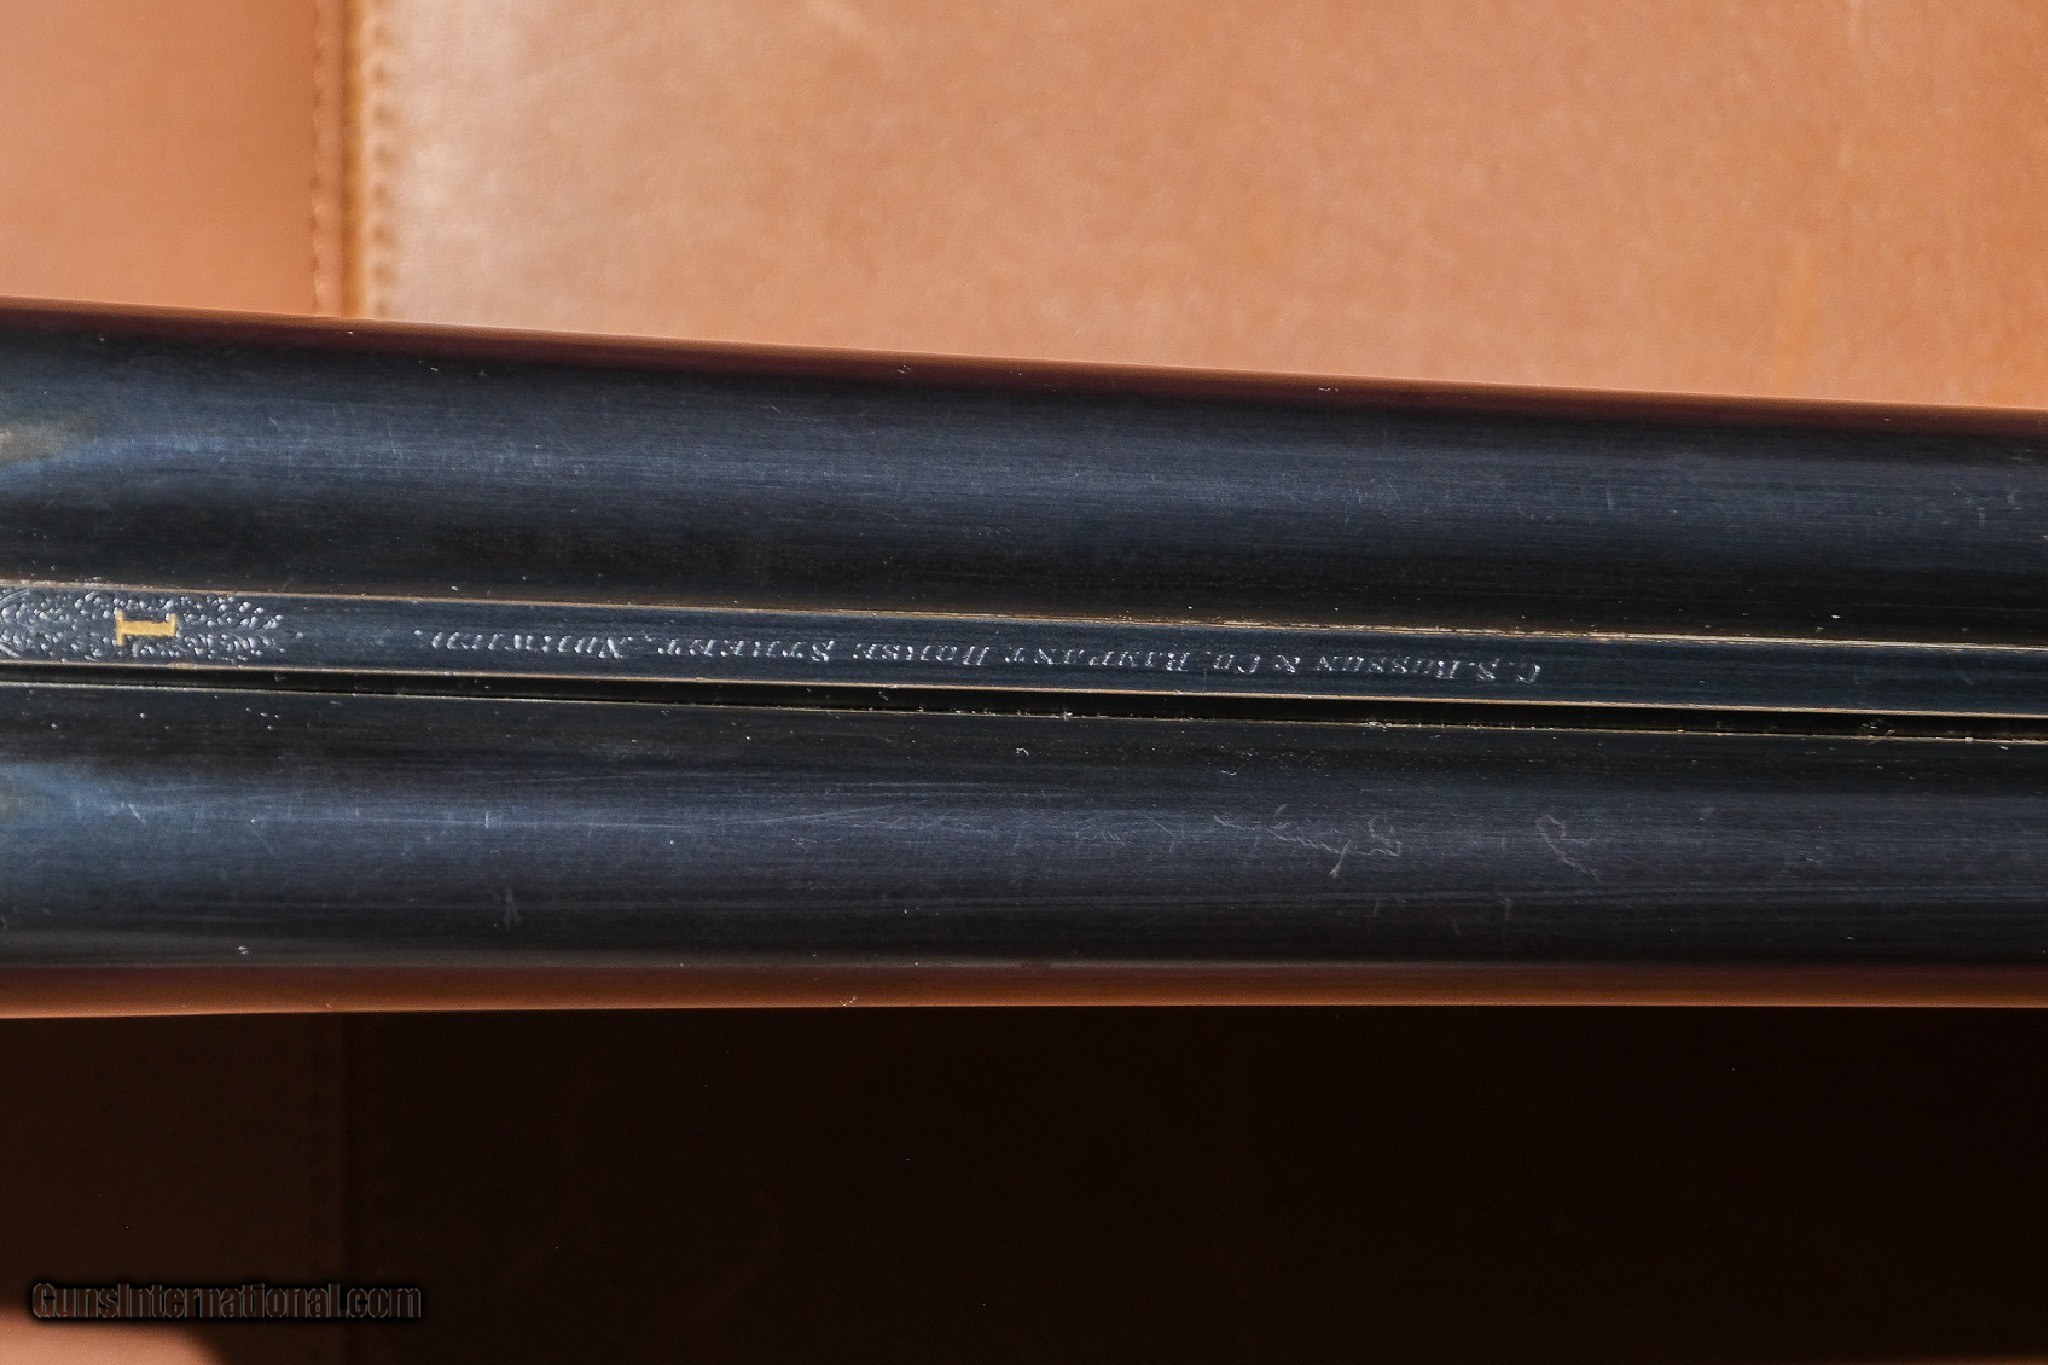 1
C. S. ROSSON & CO. RAMPANT HORSE STREET, NORWICH.
GunsInternational.com